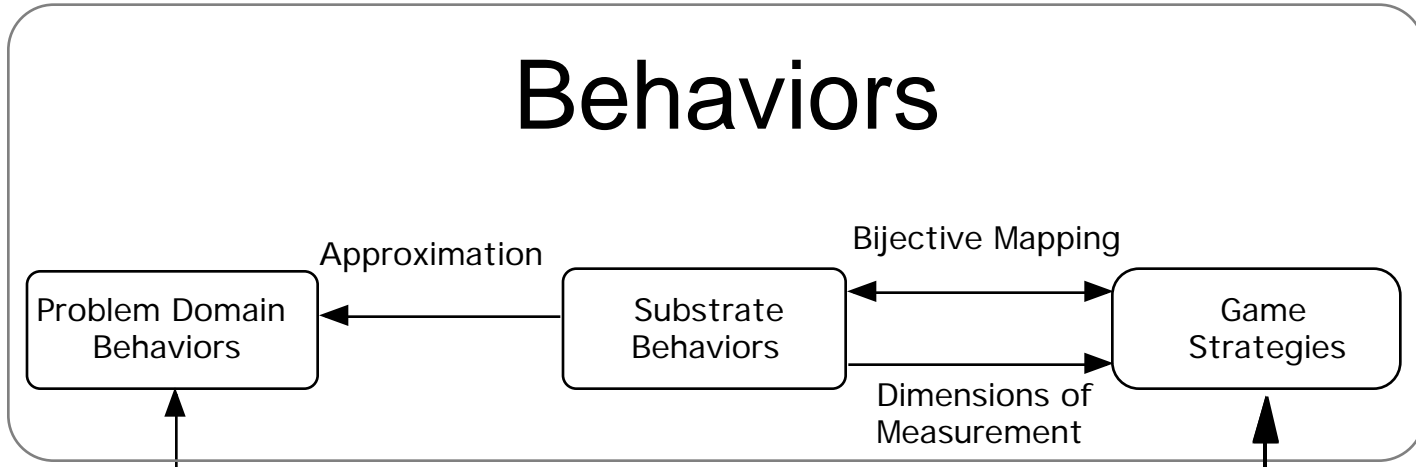 Behaviors
Approximation
Bijective Mapping
Problem Domain
Behaviors
Substrate
Behaviors
Game
Strategies
Dimensions of
Measurement